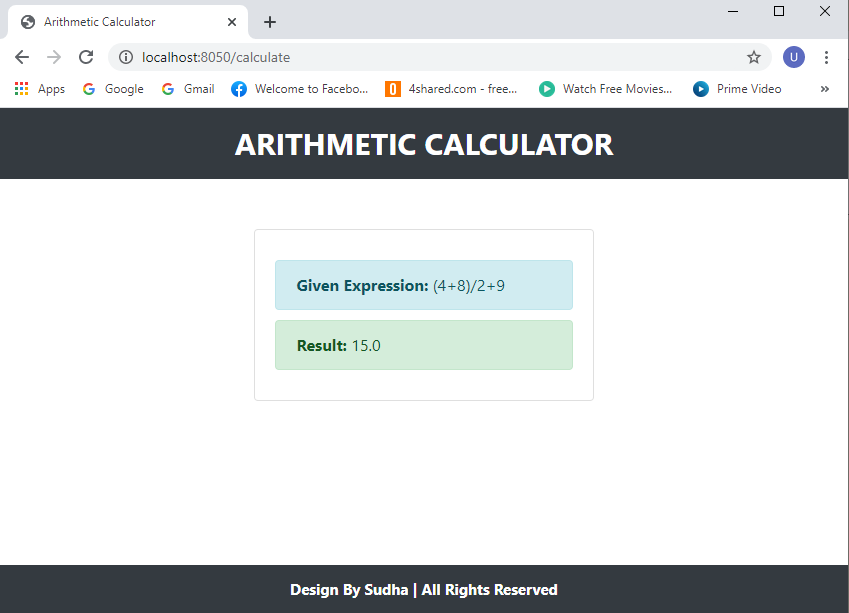 Arithmetic Calculator
localhost:8050/calculate
U
Apps Google Gmail Welcome to Facebo... 4shared.com - free... Watch Free Movies... Prime Video »
ARITHMETIC CALCULATOR
Given Expression: (4+8)/2+9
Result: 15.0
Design By Sudha | All Rights Reserved